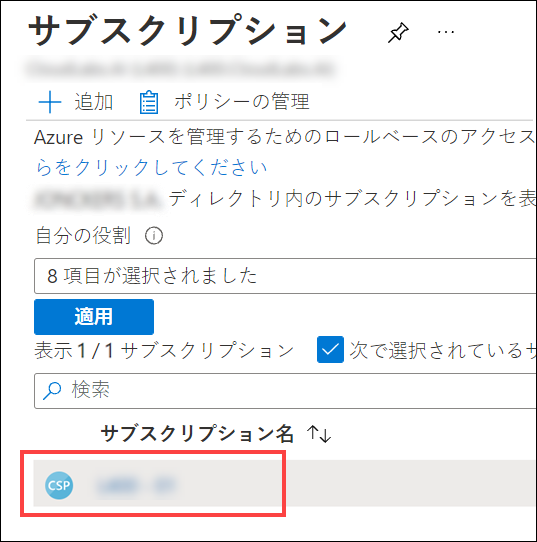 サブスクリプション
追加 ポリシーの管理
Azure リソースを管理するためのロールベースのアクセス
らをクリックしてください
ディレクトリ内のサブスクリプションを表
自分の役割
8 項目が選択されました
適用
表示 1 / 1 サブスクリプション 次で選択されているサ
検索
サブスクリプション名 ↑↓
CSP